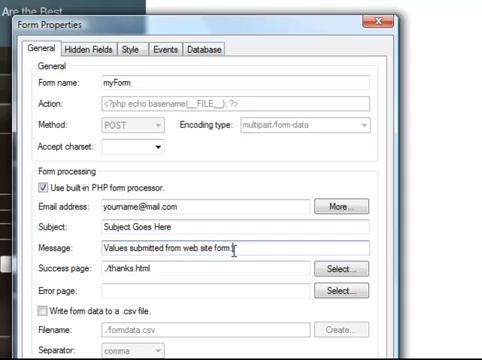 Are the Best
Form Properties
General Hidden Fields Style Events Database
General
Form name: myForm
Action: <?php echo basename(__FILE__); ?>
Method: POST Encoding type: multipart/form-data
Accept charset:
Form processing
Use built-in PHP form processor.
Email address: yourname@mail.com More...
Subject: Subject Goes Here
Message: Values submitted from web site form:
Success page: ./thanks.html Select...
Error page: Select...
Write form data to a .csv file.
Filename: ./formdata.csv Create...
Separator: comma